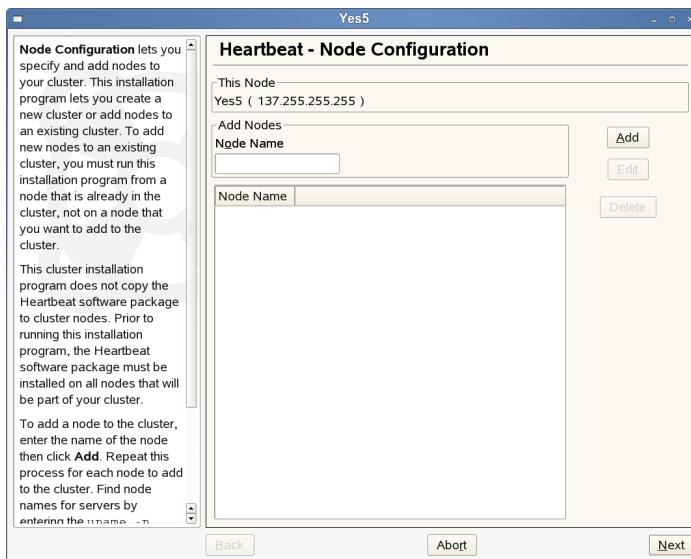 Yes5
Node Configuration lets you
specify and add nodes to
your cluster. This installation
program lets you create a
new cluster or add nodes to
an existing cluster. To add
new nodes to an existing
cluster, you must run this
installation program from a
node that is already in the
cluster, not on a node that
you want to add to the
cluster.
This cluster installation
program does not copy the
Heartbeat software package
to cluster nodes. Prior to
running this installation
program, the Heartbeat
software package must be
installed on all nodes that will
be part of your cluster.
To add a node to the cluster,
enter the name of the node
then click Add. Repeat this
process for each node to add
to the cluster. Find node
names for servers by
entering the uname -n
Heartbeat - Node Configuration
This Node
Yes5 ( 137.255.255.255 )
Add Nodes
Node Name
Node Name
Add
Edit
Delete
Back
Abort
Next